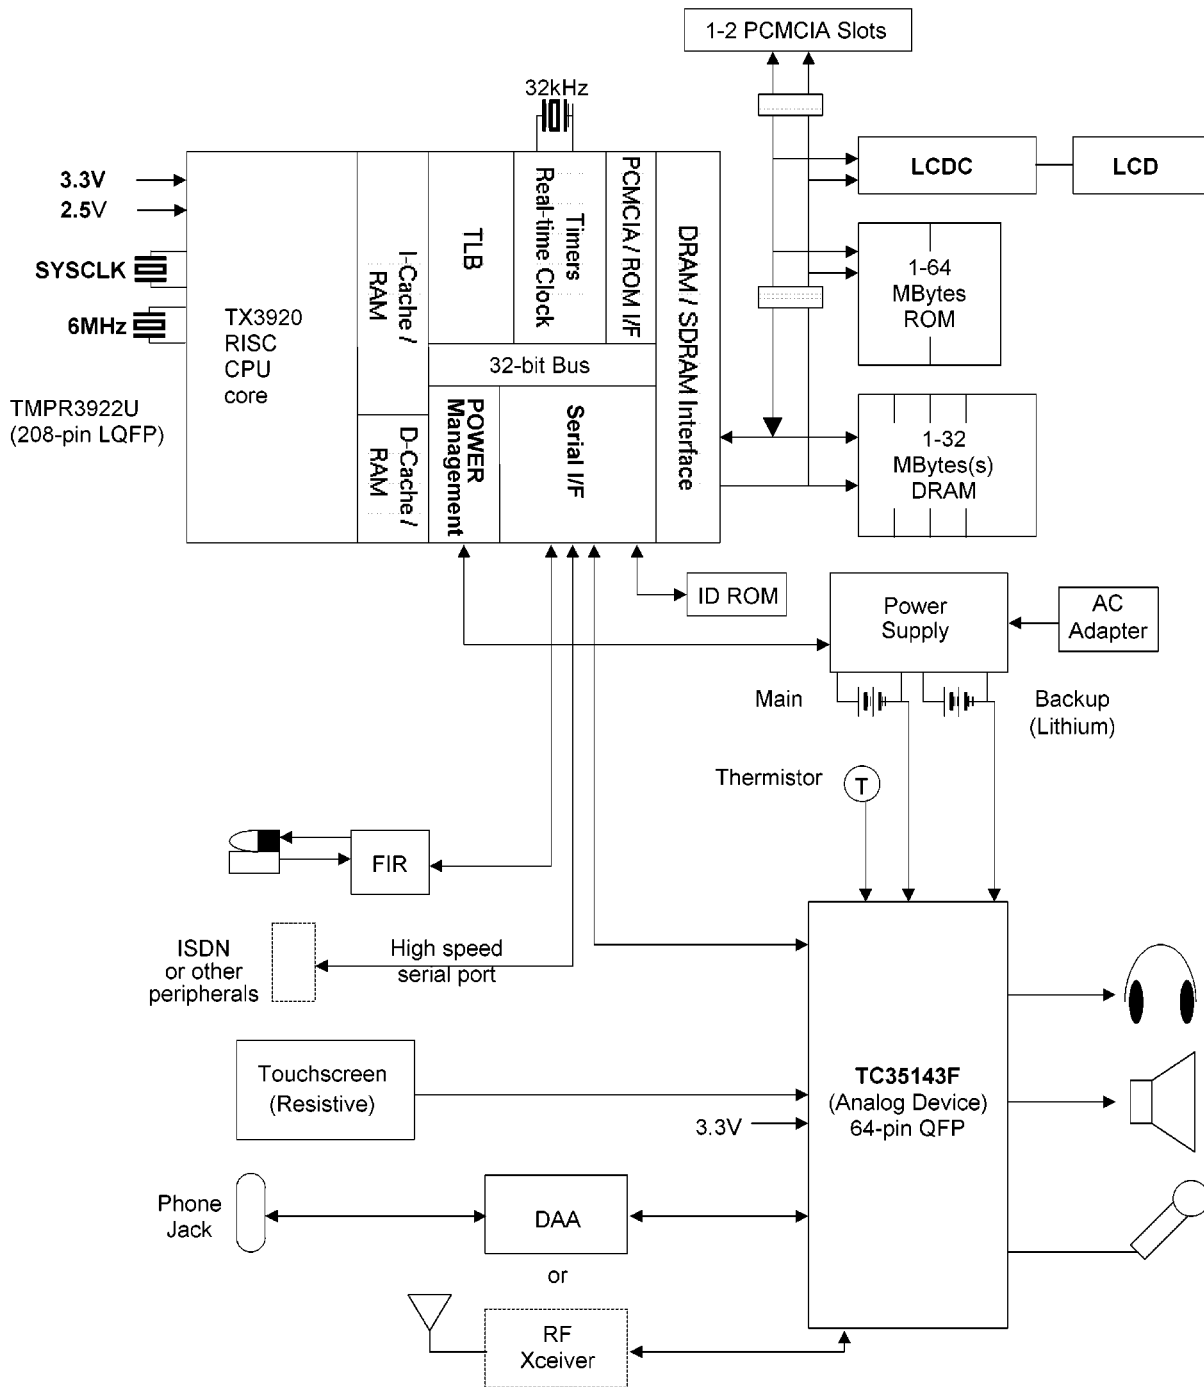 1-2 PCMCIA Slots
32kHz
LCDC
LCD
3.3V
2.5V
SYSCLK
6MHz
TMPR3922U
(208-pin LQFP)
TX3920
RISC
CPU
core
I-Cache /
RAM
D-Cache /
RAM
TLB
Timers
Real-time Clock
PCMCIA / ROM I/F
DRAM / SDRAM Interface
32-bit Bus
POWER
Management
Serial I/F
1-64
MBytes
ROM
1-32
MBytes(s)
DRAM
ID ROM
Power
Supply
AC
Adapter
Main
Backup
(Lithium)
Thermistor
T
FIR
ISDN
or other
peripherals
High speed
serial port
Touchscreen
(Resistive)
3.3V
TC35143F
(Analog Device)
64-pin QFP
Phone
Jack
DAA
or
RF
Xceiver